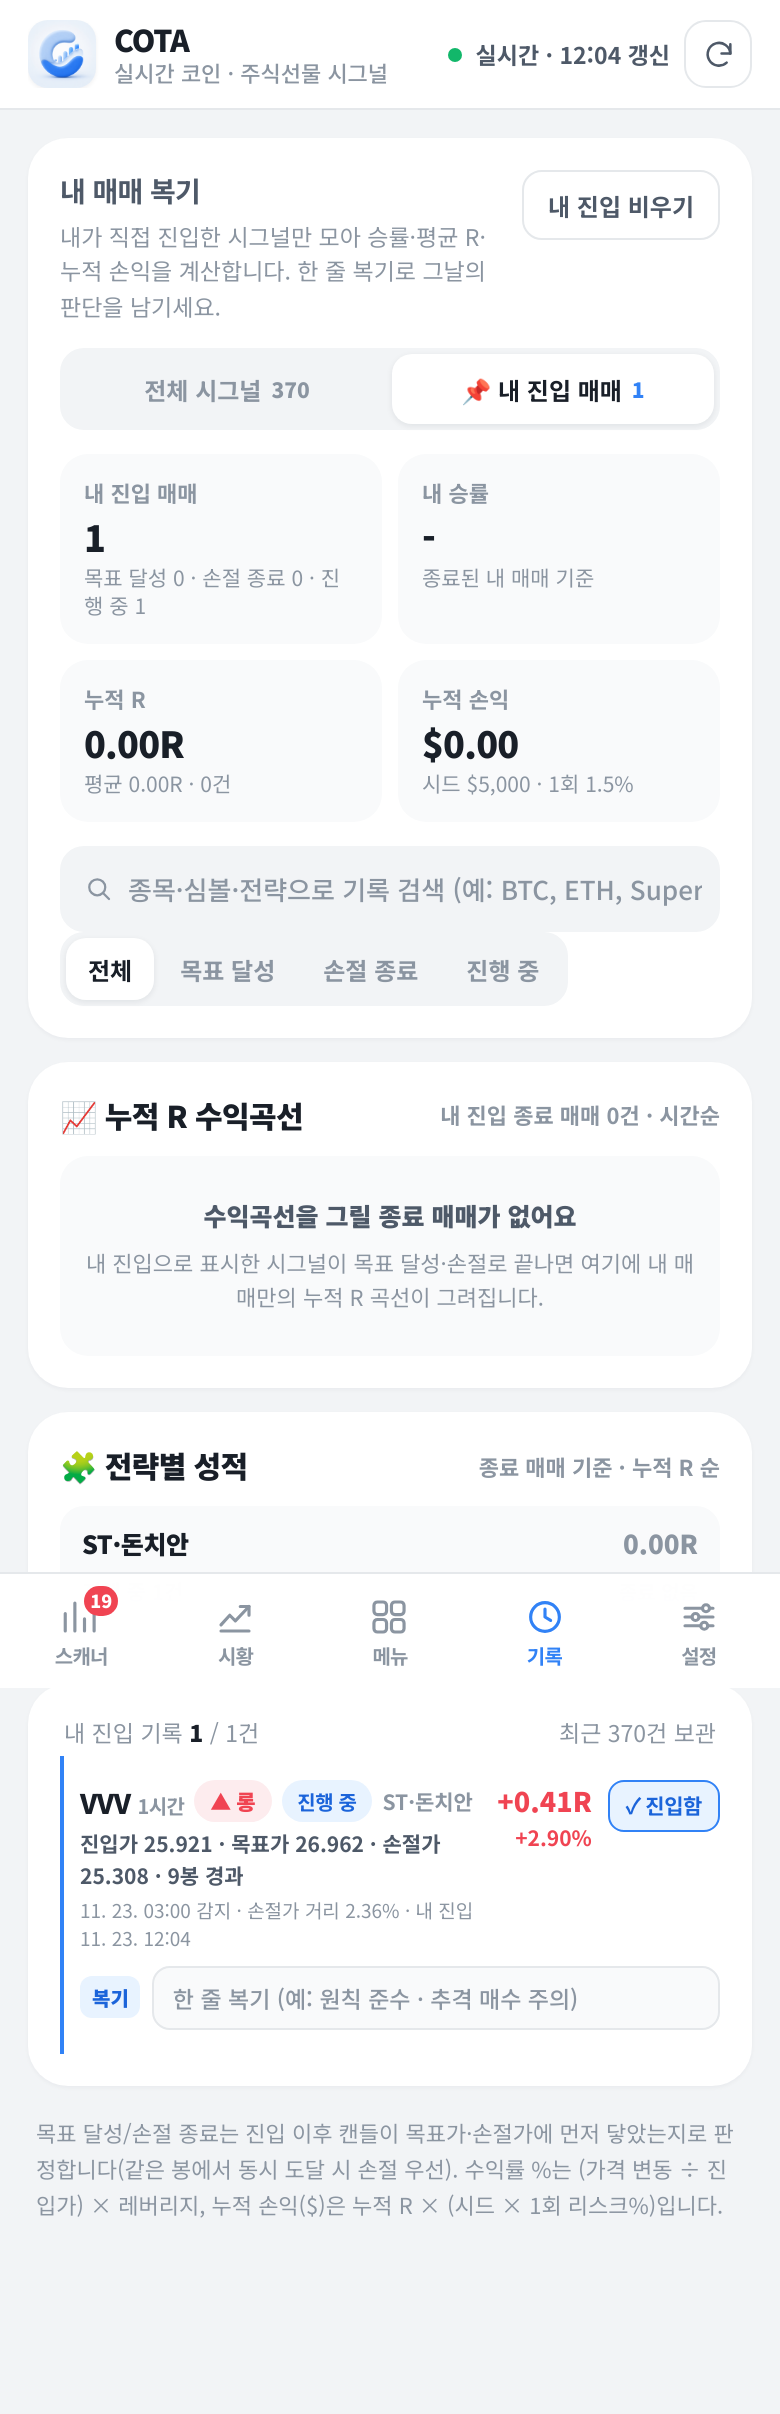 COTA
실시간 코인 · 주식선물 시그널
실시간 · 12:04 갱신
내 매매 복기
내 진입 비우기
내가 직접 진입한 시그널만 모아 승률·평균 R·
누적 손익을 계산합니다. 한 줄 복기로 그날의
판단을 남기세요.
전체 시그널 370
📌 내 진입 매매 1
내 진입 매매
1
목표 달성 0 · 손절 종료 0 · 진
행 중 1
내 승률
-
종료된 내 매매 기준
누적 R
0.00R
평균 0.00R · 0건
누적 손익
$0.00
시드 $5,000 · 1회 1.5%
종목·심볼·전략으로 기록 검색 (예: BTC, ETH, Super
전체
목표 달성
손절 종료
진행 중
📈 누적 R 수익곡선
내 진입 종료 매매 0건 · 시간순
수익곡선을 그릴 종료 매매가 없어요
내 진입으로 표시한 시그널이 목표 달성·손절로 끝나면 여기에 내 매
매만의 누적 R 곡선이 그려집니다.
🧩 전략별 성적
종료 매매 기준 · 누적 R 순
ST·돈치안
0.00R
19
스캐너
시황
메뉴
기록
설정
내 진입 기록 1 / 1건
최근 370건 보관
VVV 1시간 ▲ 롱 진행 중 ST·돈치안
+0.41R
+2.90%
✓ 진입함
진입가 25.921 · 목표가 26.962 · 손절가
25.308 · 9봉 경과
11. 23. 03:00 감지 · 손절가 거리 2.36% · 내 진입
11. 23. 12:04
복기
한 줄 복기 (예: 원칙 준수 · 추격 매수 주의)
목표 달성/손절 종료는 진입 이후 캔들이 목표가·손절가에 먼저 닿았는지로 판
정합니다(같은 봉에서 동시 도달 시 손절 우선). 수익률 %는 (가격 변동 ÷ 진
입가) × 레버리지, 누적 손익($)은 누적 R × (시드 × 1회 리스크%)입니다.